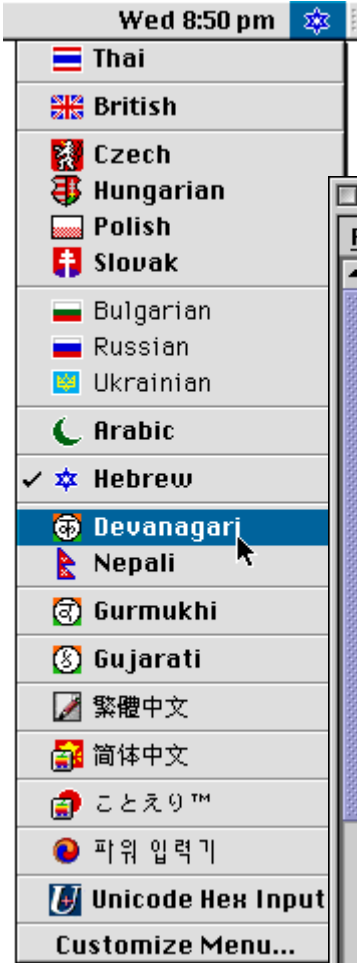 Wed 8:50 pm
Thai
British
Czech
Hungarian
Polish
Slovak
Bulgarian
Russian
Ukrainian
Arabic
Hebrew
Devanagari
Nepali
Gurmukhi
Gujarati
繁體中文
简体中文
ことえり™
파워 입력기
Unicode Hex Input
Customize Menu...